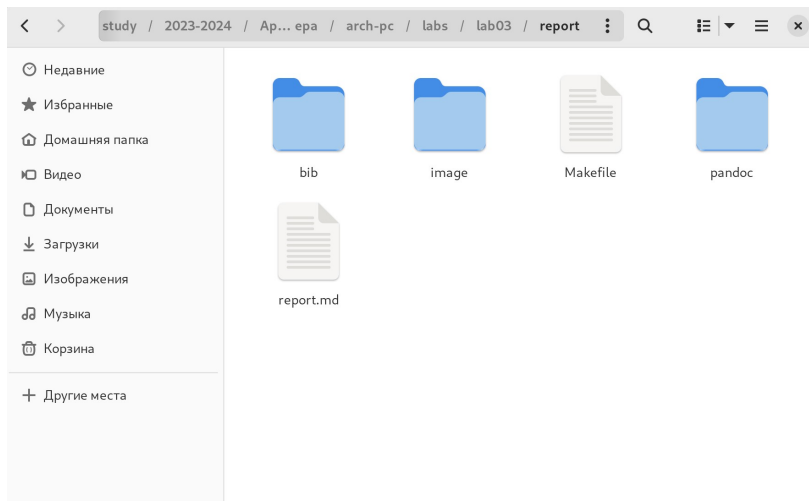 study / 2023-2024 / Ap... ера / arch-pc / labs / lab03 / report
Недавние
Избранные
Домашняя папка
Видео
Документы
Загрузки
Изображения
Музыка
Корзина
Другие места
bib
image
Makefile
pandoc
report.md